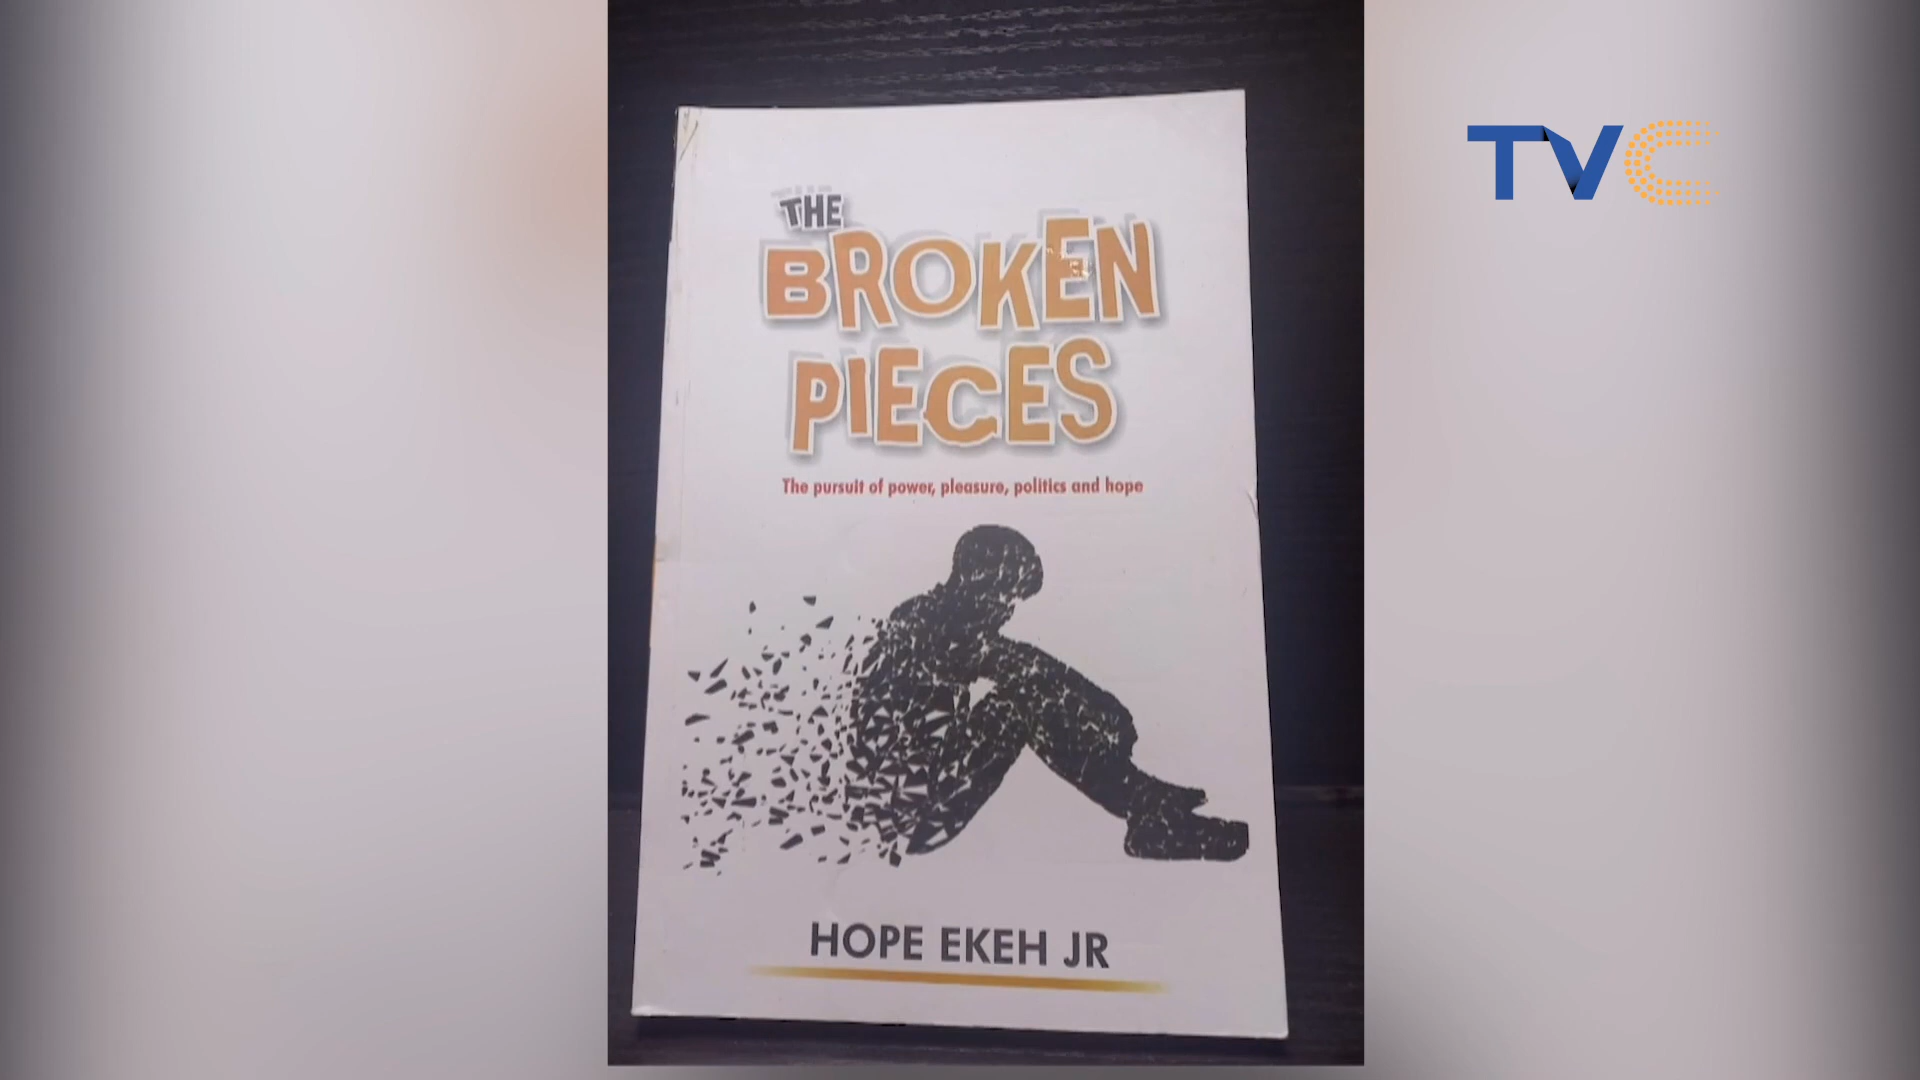 TVC
THE
BROKEN
PIECES
The pursuit of power, pleasure, politics and hope
HOPE EKEH JR